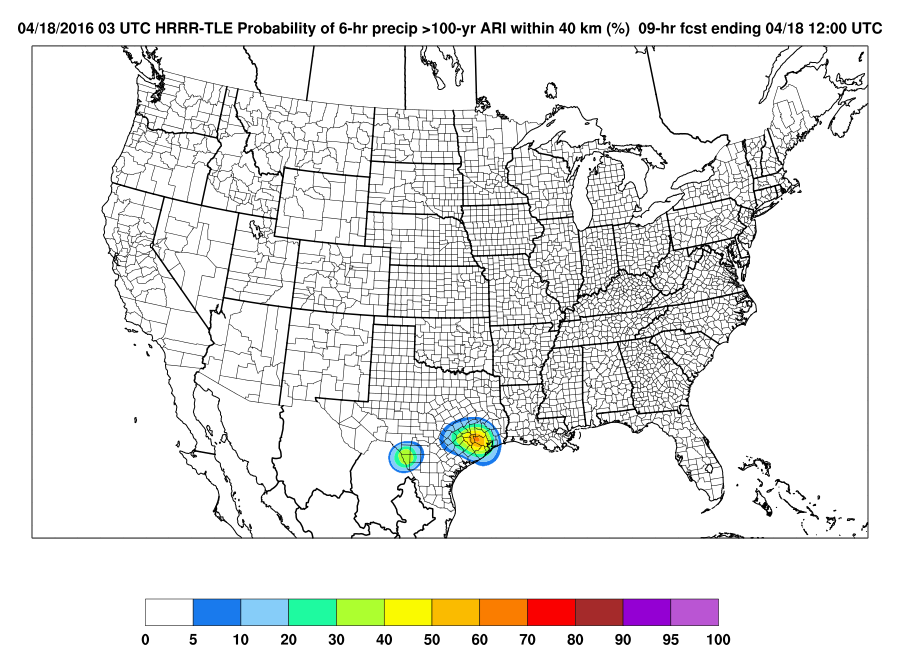 04/18/2016 03 UTC HRRR-TLE Probability of 6-hr precip >100-yr ARI within 40 km (%) 09-hr fcst ending 04/18 12:00 UTC
0 5 10 20 30 40 50 60 70 80 90 95 100